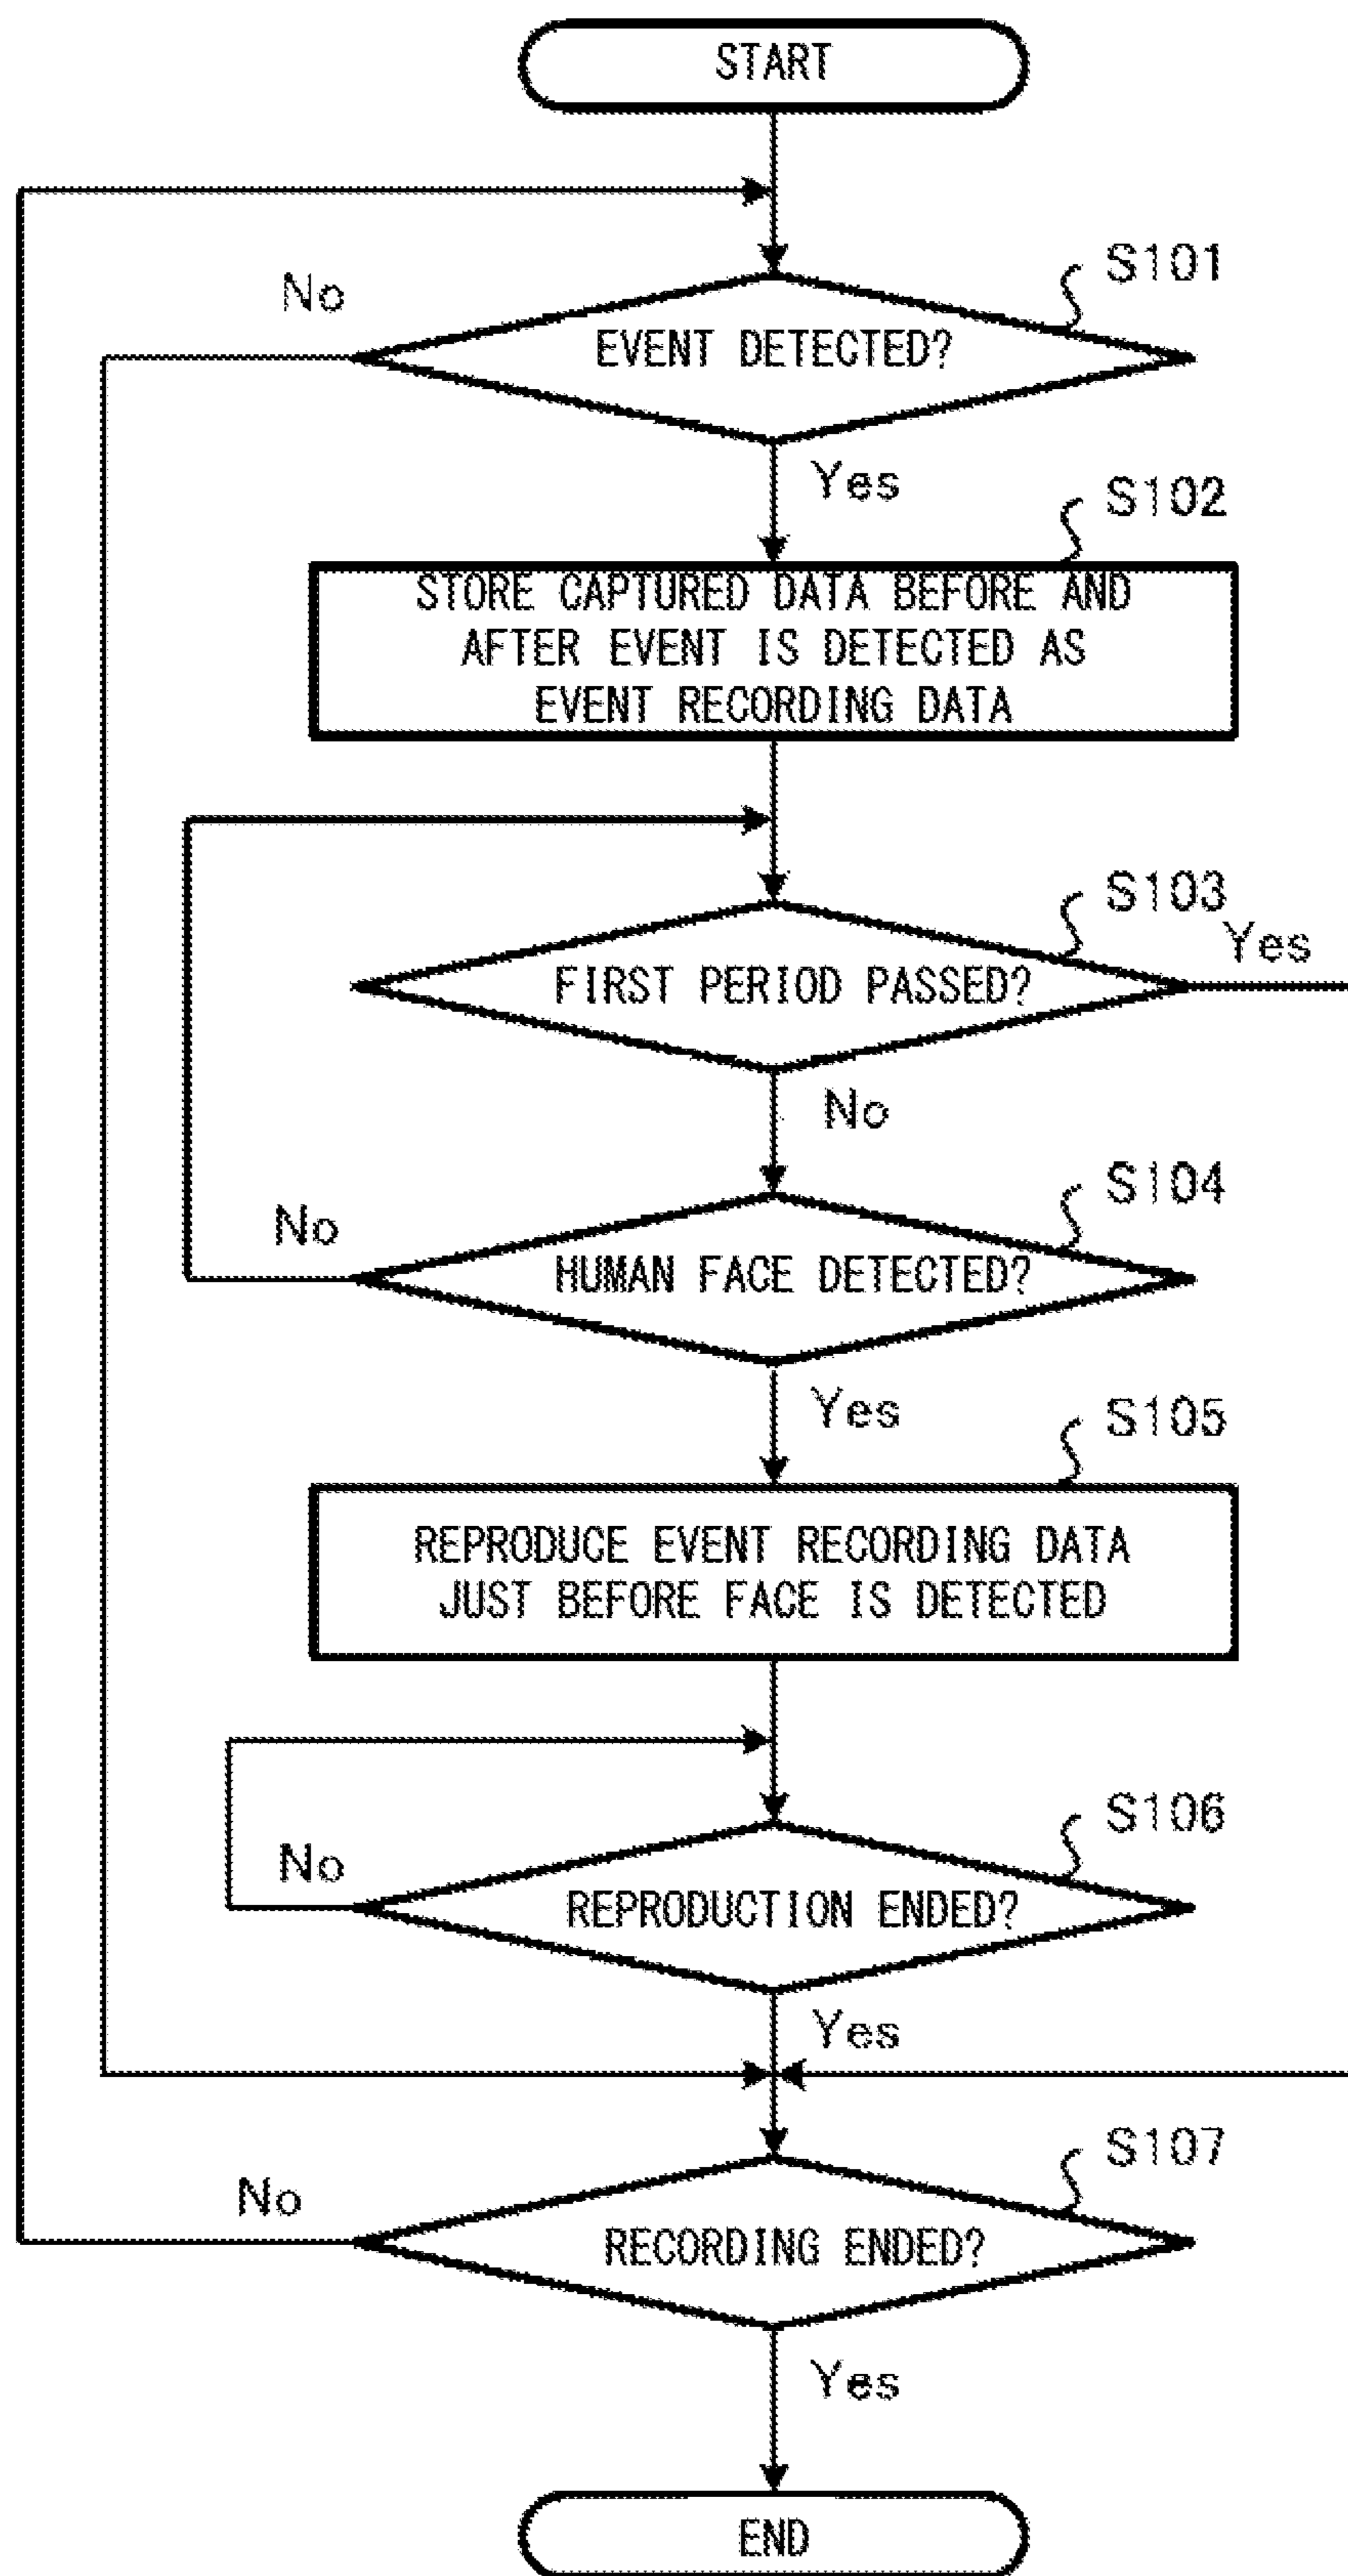 START
S101
No
EVENT DETECTED?
Yes
S102
STORE CAPTURED DATA BEFORE AND
AFTER EVENT IS DETECTED AS
EVENT RECORDING DATA
S103
Yes
FIRST PERIOD PASSED?
No
S104
No
HUMAN FACE DETECTED?
Yes
S105
REPRODUCE EVENT RECORDING DATA
JUST BEFORE FACE IS DETECTED
S106
No
REPRODUCTION ENDED?
Yes
S107
No
RECORDING ENDED?
Yes
END